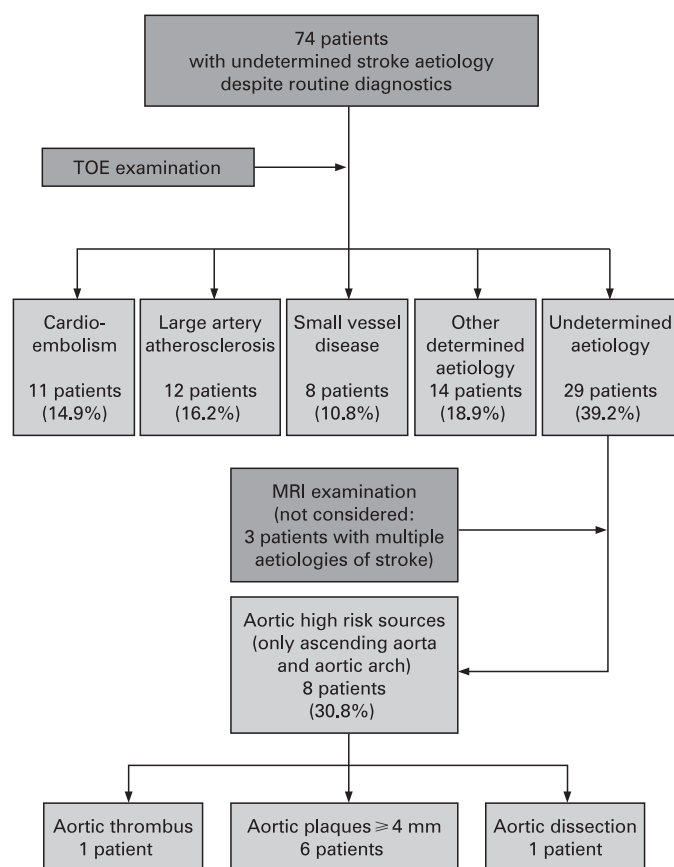 74 patients
with undetermined stroke aetiology
despite routine diagnostics
TOE examination
Cardio-
embolism
11 patients
(14.9%)
Large artery
atherosclerosis
12 patients
(16.2%)
Small vessel
disease
8 patients
(10.8%)
Other
determined
aetiology
14 patients
(18.9%)
Undetermined
aetiology
29 patients
(39.2%)
MRI examination
(not considered:
3 patients with multiple
aetiologies of stroke)
Aortic high risk sources
(only ascending aorta
and aortic arch)
8 patients
(30.8%)
Aortic thrombus
1 patient
Aortic plaques ⩾ 4 mm
6 patients
Aortic dissection
1 patient